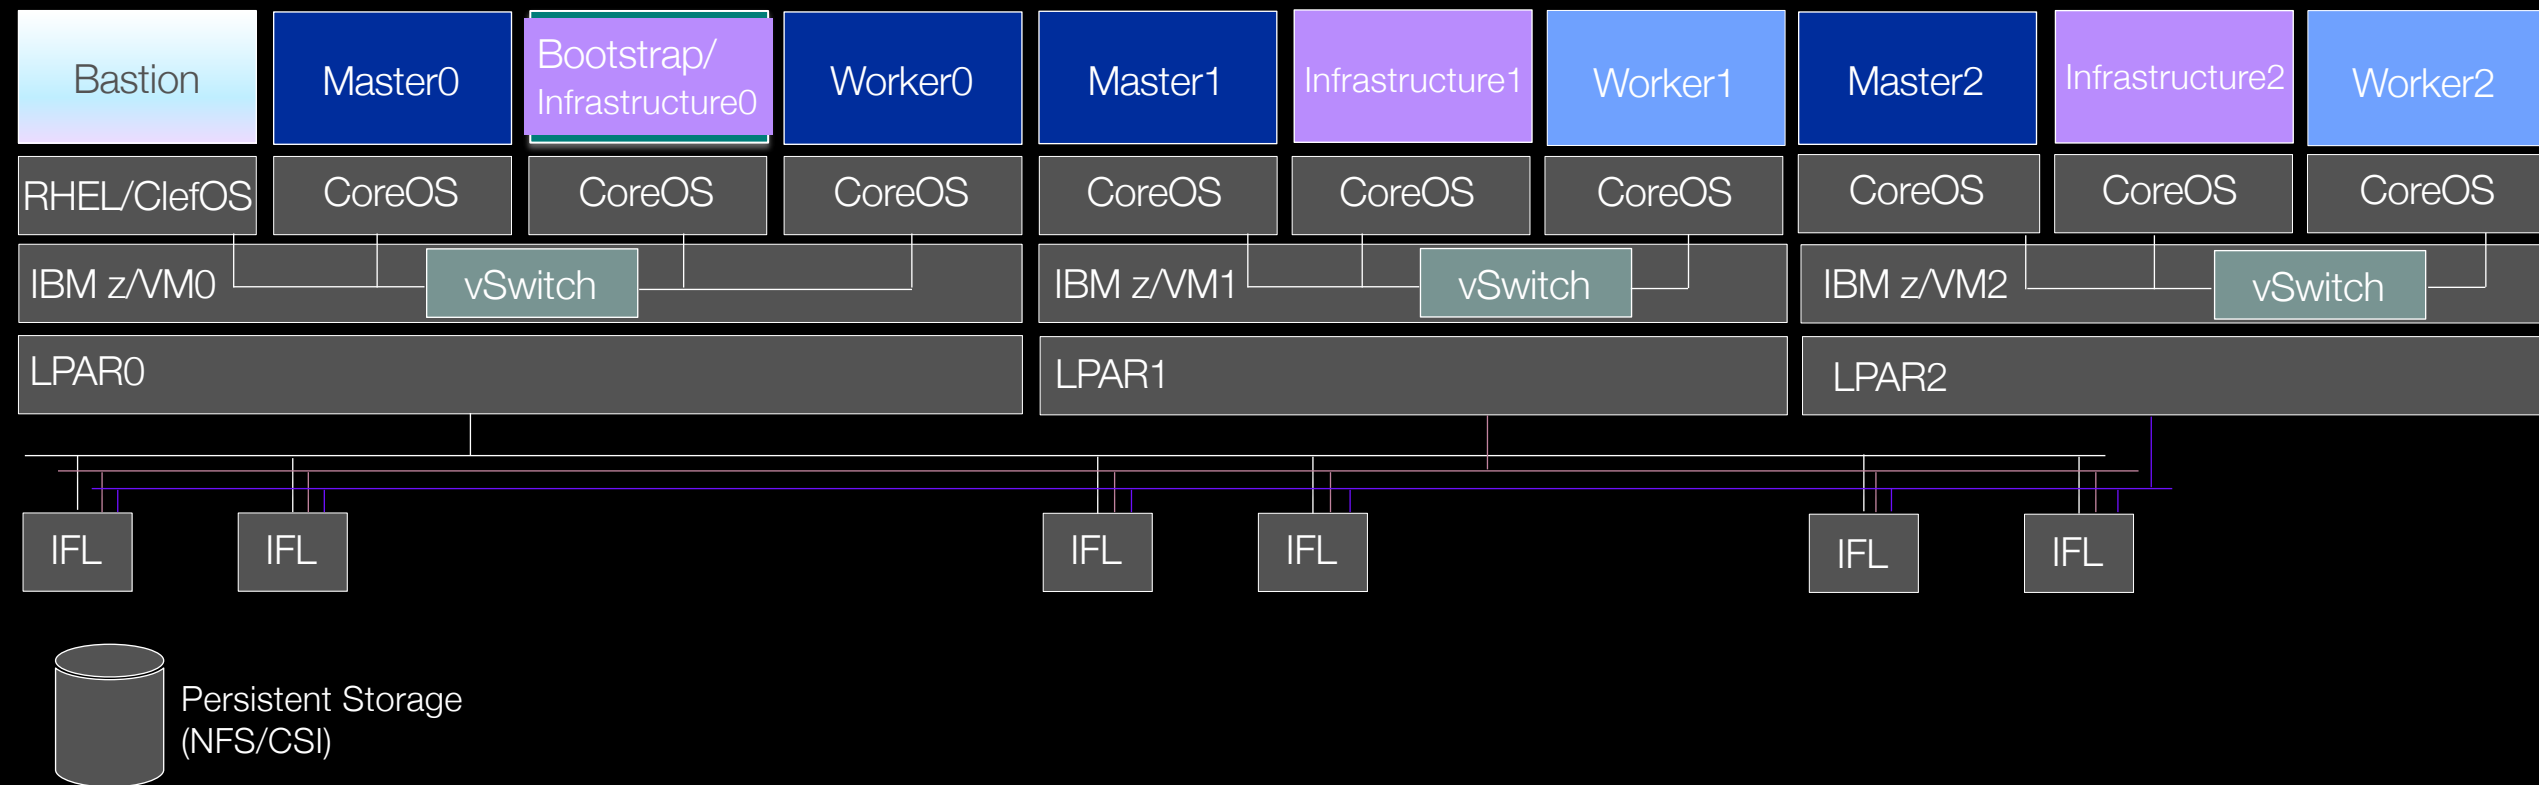 Bastion
Master0
Bootstrap/
Infrastructure0
Worker0
Master1
Infrastructure1
Worker1
Master2
Infrastructure2
Worker2
RHEL/ClefOS
CoreOS
CoreOS
CoreOS
CoreOS
CoreOS
CoreOS
CoreOS
CoreOS
CoreOS
IBM z/VM0
vSwitch
IBM z/VM1
vSwitch
IBM z/VM2
vSwitch
LPAR0
LPAR1
LPAR2
IFL
IFL
IFL
IFL
IFL
IFL
Persistent Storage
(NFS/CSI)